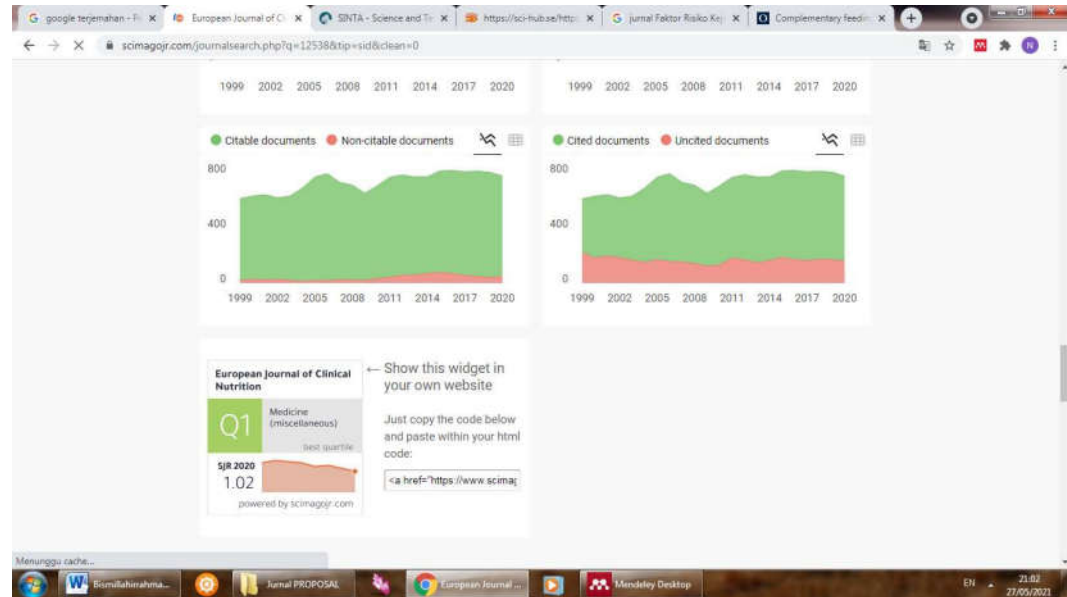 google terjemahan - P
European Journal of Cl
SINTA - Science and Te
https://sci-hub.se/http:
jurnal Faktor Risiko Kej
Complementary feedin
scimagojr.com/journalsearch.php?q=12538&tip=sid&clean=0
N
1999 2002 2005 2008 2011 2014 2017 2020
1999 2002 2005 2008 2011 2014 2017 2020
Citable documents Non-citable documents
800
400
0
1999 2002 2005 2008 2011 2014 2017 2020
Cited documents Uncited documents
800
400
0
1999 2002 2005 2008 2011 2014 2017 2020
European Journal of Clinical
Nutrition
Q1
Medicine
(miscellaneous)
best quartile
SJR 2020
1.02
powered by scimagojr.com
← Show this widget in
your own website
Just copy the code below
and paste within your html
code:
<a href="https://www.scimag
Menunggu cache...
Bismillahirrahma...
Jurnal PROPOSAL
European Journal ...
Mendeley Desktop
EN
21:02
27/05/2021